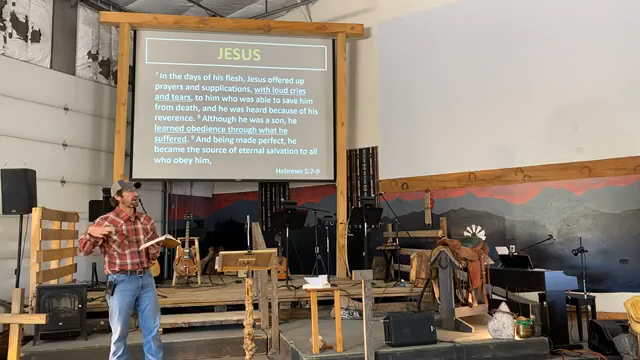 JESUS
⁷ In the days of his flesh, Jesus offered up
prayers and supplications, with loud cries
and tears, to him who was able to save him
from death, and he was heard because of his
reverence. ⁸ Although he was a son, he
learned obedience through what he
suffered. ⁹ And being made perfect, he
became the source of eternal salvation to all
who obey him,
Hebrews 5:7-9